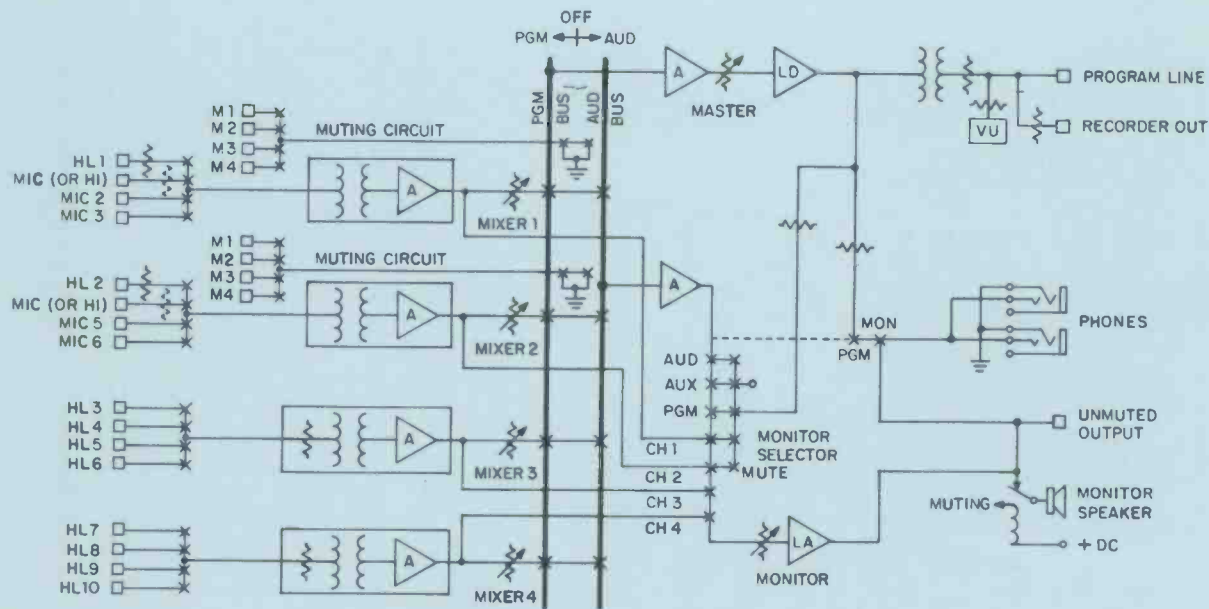 OFF
PGM AUD
PGM BUS
AUD BUS
A
MASTER
LD
PROGRAM LINE
VU
RECORDER OUT
M1
M2
M3
M4
MUTING CIRCUIT
HL1
MIC (OR HI)
MIC 2
MIC 3
A
MIXER 1
M1
M2
M3
M4
MUTING CIRCUIT
HL2
MIC (OR HI)
MIC 5
MIC 6
A
MIXER 2
A
MON
PGM
PHONES
AUD
AUX
PGM
CH 1
CH 2
CH 3
CH 4
MONITOR
SELECTOR
MUTE
UNMUTED
OUTPUT
HL3
HL4
HL5
HL6
A
MIXER 3
HL7
HL8
HL9
HL10
A
MIXER 4
LA
MONITOR
MUTING
MONITOR
SPEAKER
+ DC